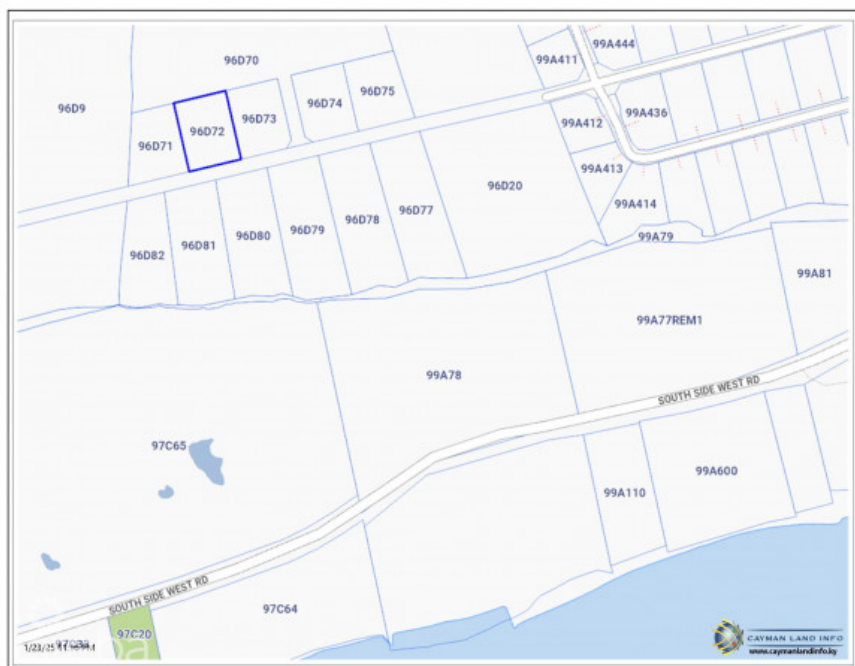 96D70
99A444
99A411
96D9
96D75
96D74
96D73
96D72
96D71
99A412
99A436
99A413
96D20
99A414
96D77
96D78
96D79
96D80
96D81
96D82
99A79
99A81
99A77REM1
99A78
SOUTH SIDE WEST RD
97C65
99A600
99A110
SOUTH SIDE WEST RD
97C64
97C20
CAYMAN LAND INFO
www.caymanlandinfo.ky